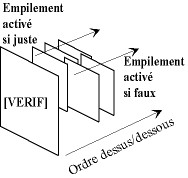 Empilement
activé
si juste
Empilement
activé
si faux
[VERIF]
Ordre dessus/dessous